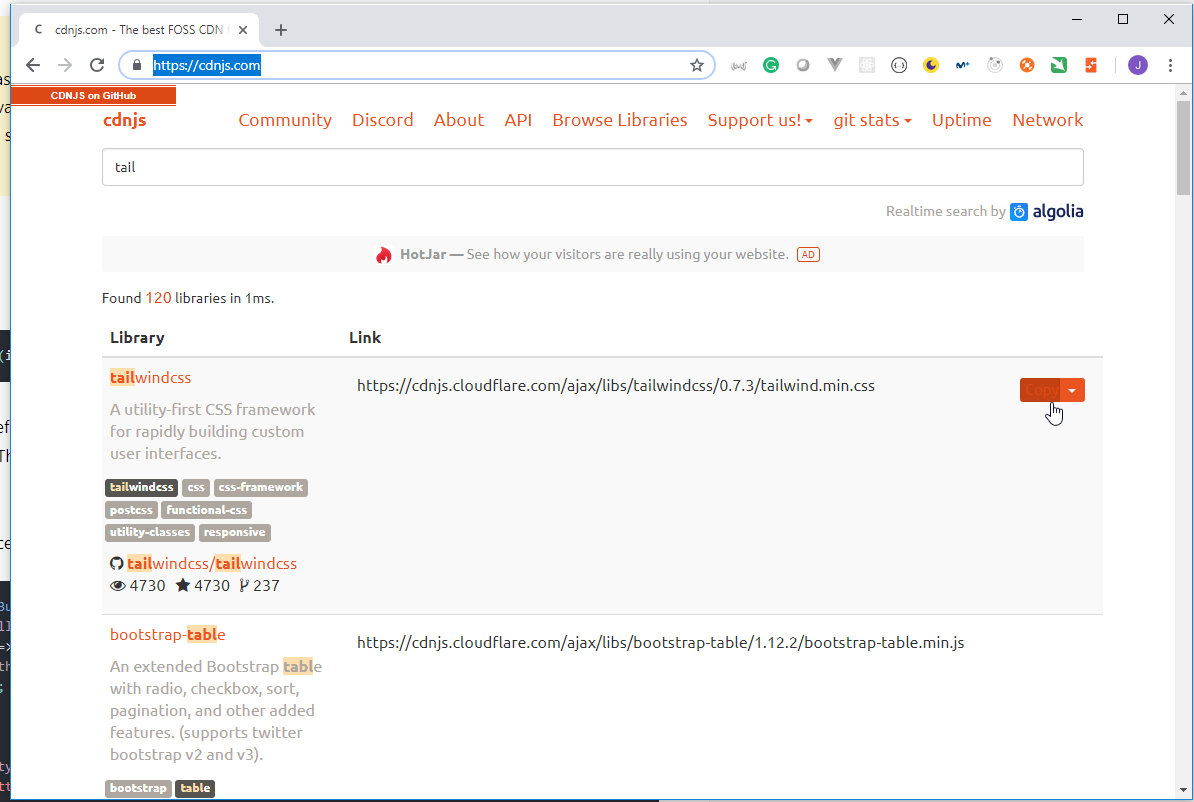 cdnjs.com - The best FOSS CDN
https://cdnjs.com
J
CDNJS on GitHub
cdnjs Community Discord About API Browse Libraries Support us! git stats Uptime Network
tail
Realtime search by algolia
HotJar — See how your visitors are really using your website. AD
Found 120 libraries in 1ms.
Library Link
tailwindcss
https://cdnjs.cloudflare.com/ajax/libs/tailwindcss/0.7.3/tailwind.min.css
Copy
A utility-first CSS framework
for rapidly building custom
user interfaces.
tailwindcss css css-framework
postcss functional-css
utility-classes responsive
tailwindcss/tailwindcss
4730 4730 237
bootstrap-table
https://cdnjs.cloudflare.com/ajax/libs/bootstrap-table/1.12.2/bootstrap-table.min.js
An extended Bootstrap table
with radio, checkbox, sort,
pagination, and other added
features. (supports twitter
bootstrap v2 and v3).
bootstrap table